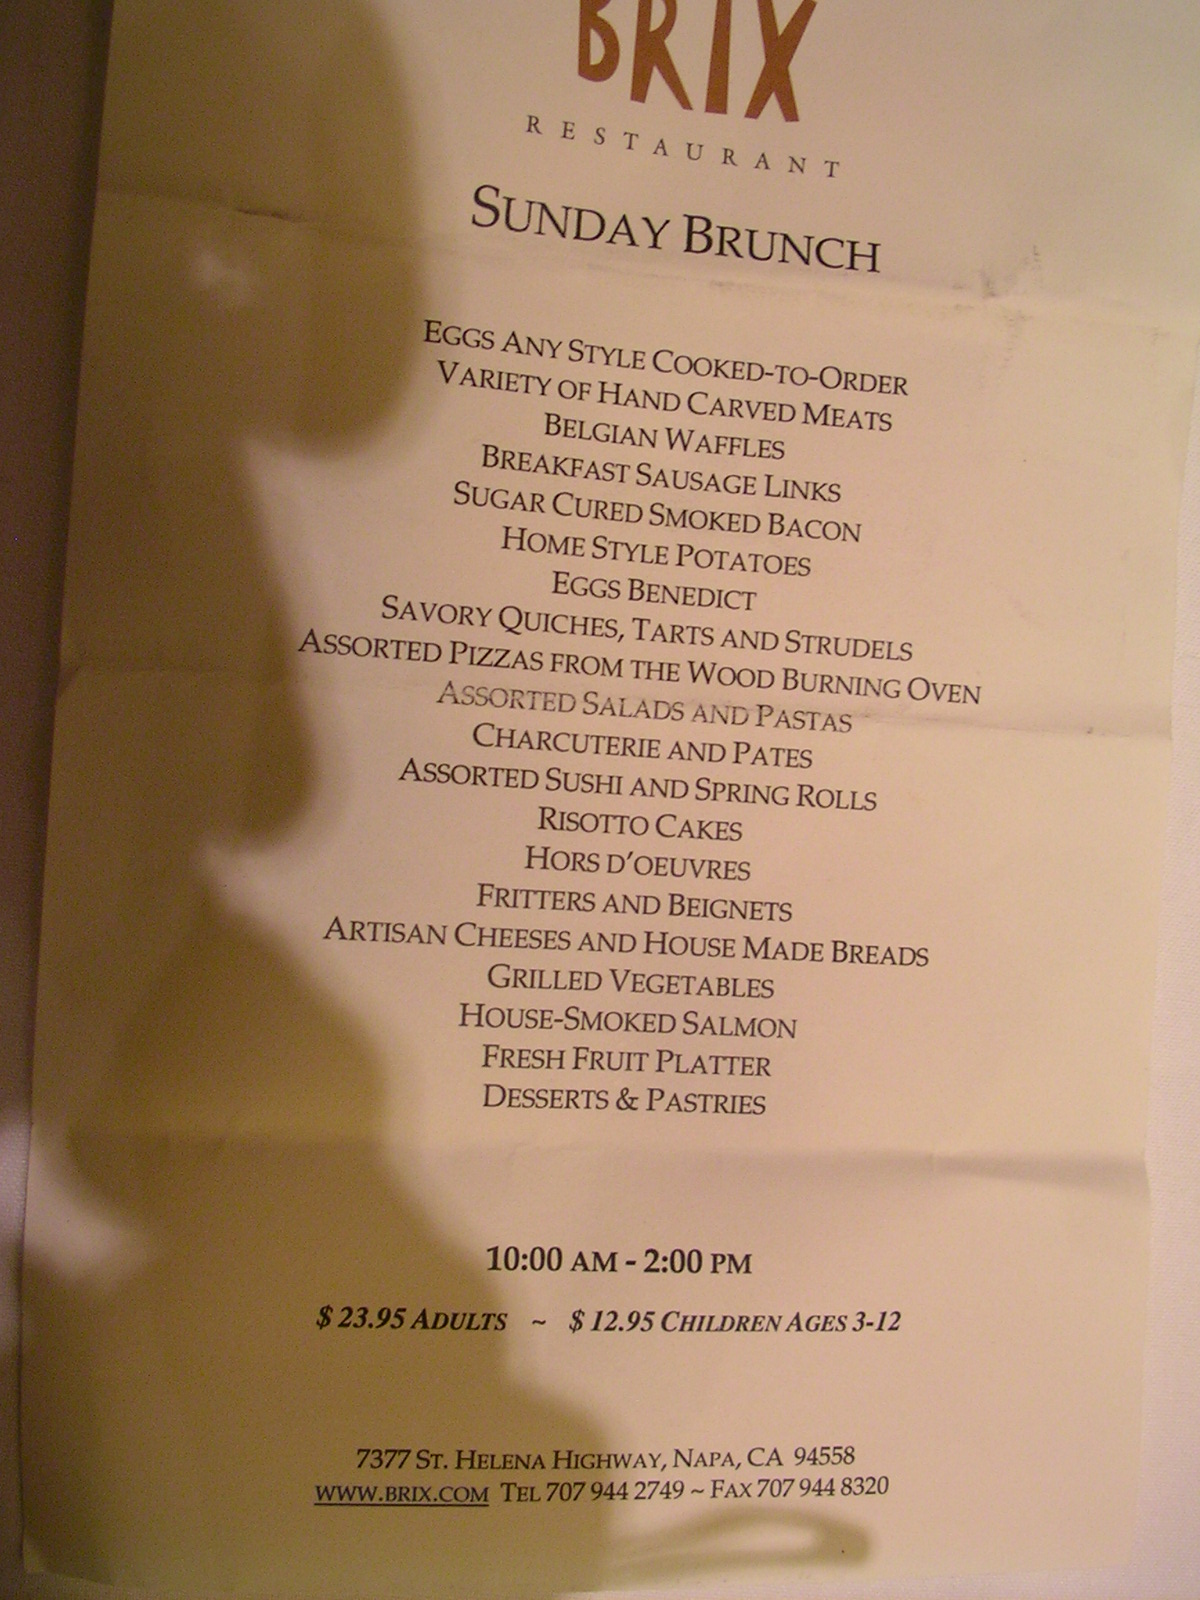 BRIX
RESTAURANT
SUNDAY BRUNCH
EGGS ANY STYLE COOKED-TO-ORDER
VARIETY OF HAND CARVED MEATS
BELGIAN WAFFLES
BREAKFAST SAUSAGE LINKS
SUGAR CURED SMOKED BACON
HOME STYLE POTATOES
EGGS BENEDICT
SAVORY QUICHES, TARTS AND STRUDELS
ASSORTED PIZZAS FROM THE WOOD BURNING OVEN
ASSORTED SALADS AND PASTAS
CHARCUTERIE AND PATES
ASSORTED SUSHI AND SPRING ROLLS
RISOTTO CAKES
HORS D'OEUVRES
FRITTERS AND BEIGNETS
ARTISAN CHEESES AND HOUSE MADE BREADS
GRILLED VEGETABLES
HOUSE-SMOKED SALMON
FRESH FRUIT PLATTER
DESSERTS & PASTRIES
10:00 AM - 2:00 PM
$ 23.95 ADULTS ~ $ 12.95 CHILDREN AGES 3-12
7377 ST. HELENA HIGHWAY, NAPA, CA 94558
WWW.BRIX.COM TEL 707 944 2749 ~ FAX 707 944 8320